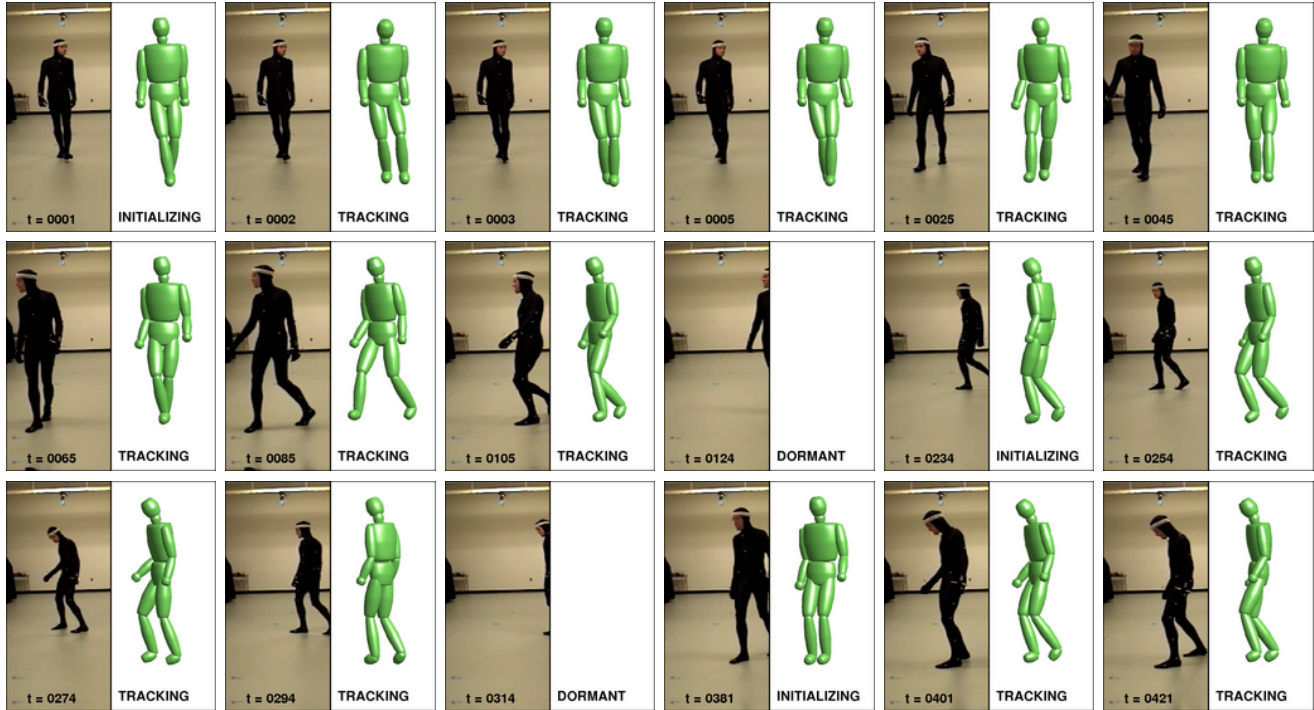 t = 0001 INITIALIZING
t = 0002 TRACKING
t = 0003 TRACKING
t = 0005 TRACKING
t = 0025 TRACKING
t = 0045 TRACKING
t = 0065 TRACKING
t = 0085 TRACKING
t = 0105 TRACKING
t = 0124 DORMANT
t = 0234 INITIALIZING
t = 0254 TRACKING
t = 0274 TRACKING
t = 0294 TRACKING
t = 0314 DORMANT
t = 0381 INITIALIZING
t = 0401 TRACKING
t = 0421 TRACKING